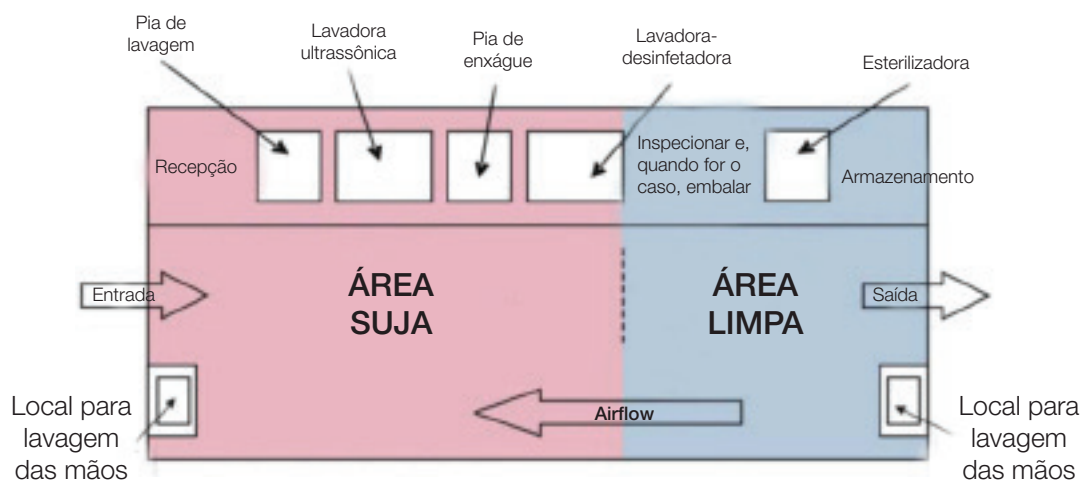 Pia de
lavagem
Lavadora
ultrassônica
Pia de
enxágue
Lavadora-
desinfetadora
Esterilizadora
Recepção
Inspecionar e,
quando for o
caso, embalar
Armazenamento
Entrada
ÁREA
SUJA
ÁREA
LIMPA
Saída
Airflow
Local para
lavagem
das mãos
Local para
lavagem
das mãos